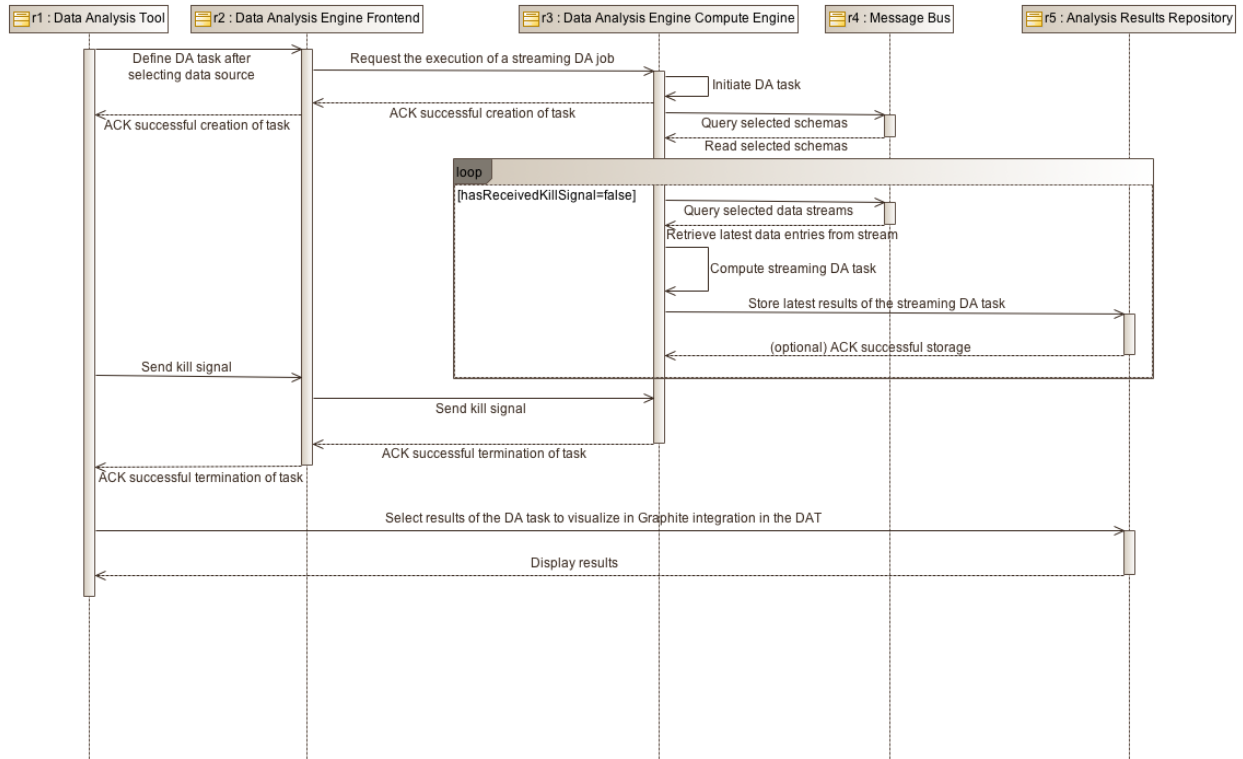 r1 : Data Analysis Tool
r2 : Data Analysis Engine Frontend
r3 : Data Analysis Engine Compute Engine
r4 : Message Bus
r5 : Analysis Results Repository
Define DA task after
selecting data source
Request the execution of a streaming DA job
Initiate DA task
ACK successful creation of task
ACK successful creation of task
Query selected schemas
Read selected schemas
loop
[hasReceivedKillSignal=false]
Query selected data streams
Retrieve latest data entries from stream
Compute streaming DA task
Store latest results of the streaming DA task
(optional) ACK successful storage
Send kill signal
Send kill signal
ACK successful termination of task
ACK successful termination of task
Select results of the DA task to visualize in Graphite integration in the DAT
Display results